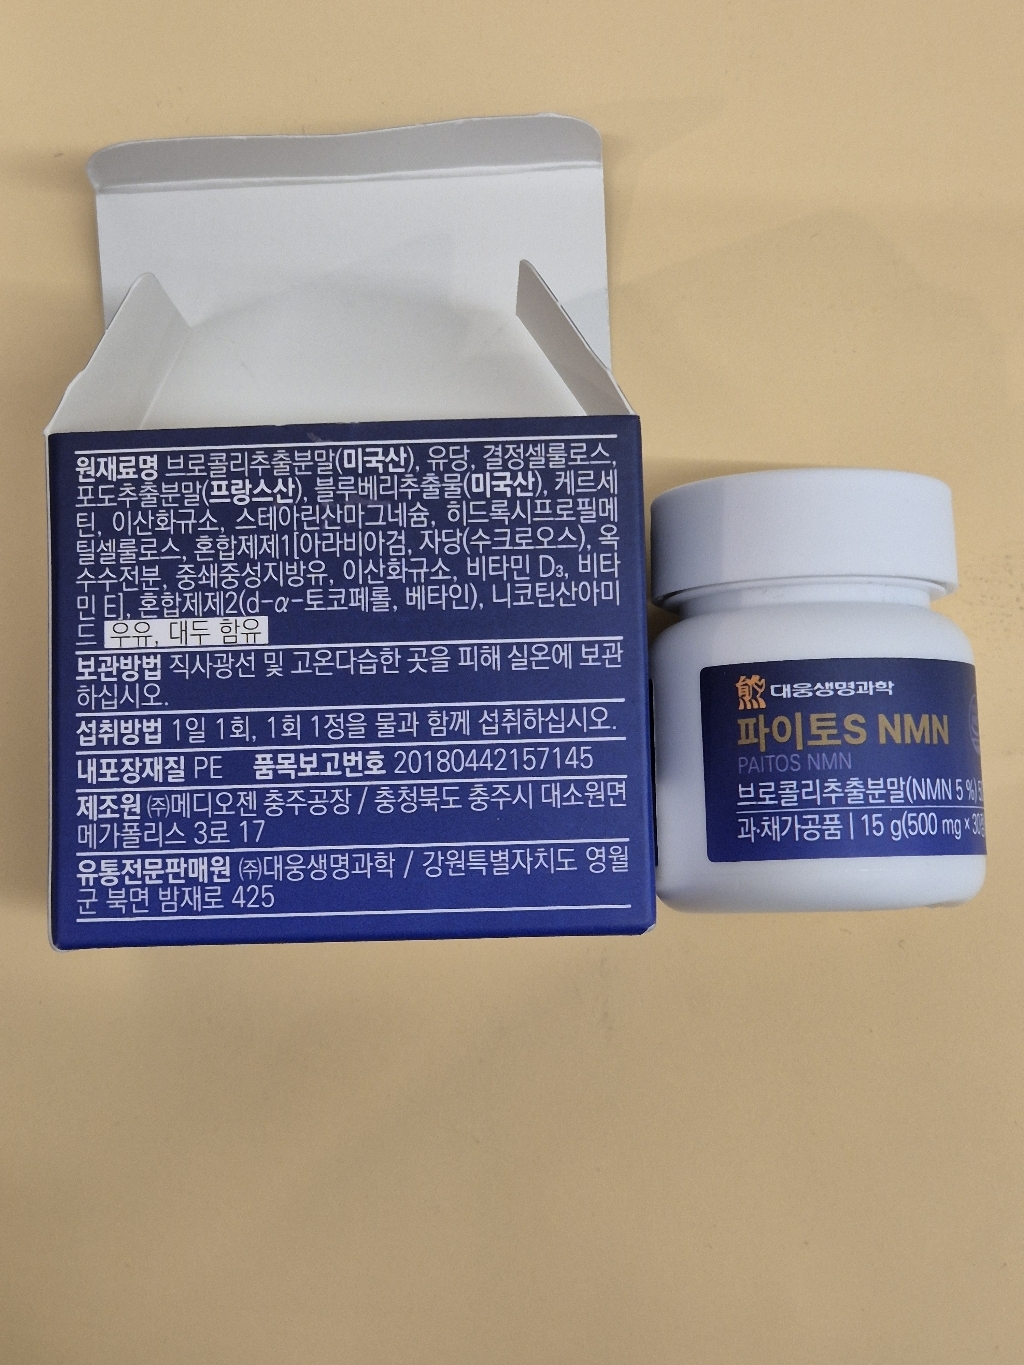 원재료명 브로콜리추출분말(미국산), 유당, 결정셀룰로스,
포도추출분말(프랑스산), 블루베리추출물(미국산), 케르세
틴, 이산화규소, 스테아린산마그네슘, 히드록시프로필메
틸셀룰로스, 혼합제제1[아라비아검, 자당(수크로오스), 옥
수수전분, 중쇄중성지방유, 이산화규소, 비타민 D₃, 비타
민 E], 혼합제제2(d-α-토코페롤, 베타인), 니코틴산아미
드 우유, 대두 함유
보관방법 직사광선 및 고온다습한 곳을 피해 실온에 보관
하십시오.
섭취방법 1일 1회, 1회 1정을 물과 함께 섭취하십시오.
내포장재질 PE 품목보고번호 20180442157145
제조원 ㈜메디오젠 충주공장 / 충청북도 충주시 대소원면
메가폴리스 3로 17
유통전문판매원 ㈜대웅생명과학 / 강원특별자치도 영월
군 북면 밤재로 425
대웅생명과학
파이토S NMN
PAITOS NMN
브로콜리추출분말(NMN 5 %)
과·채가공품 | 15 g(500 mg × 30